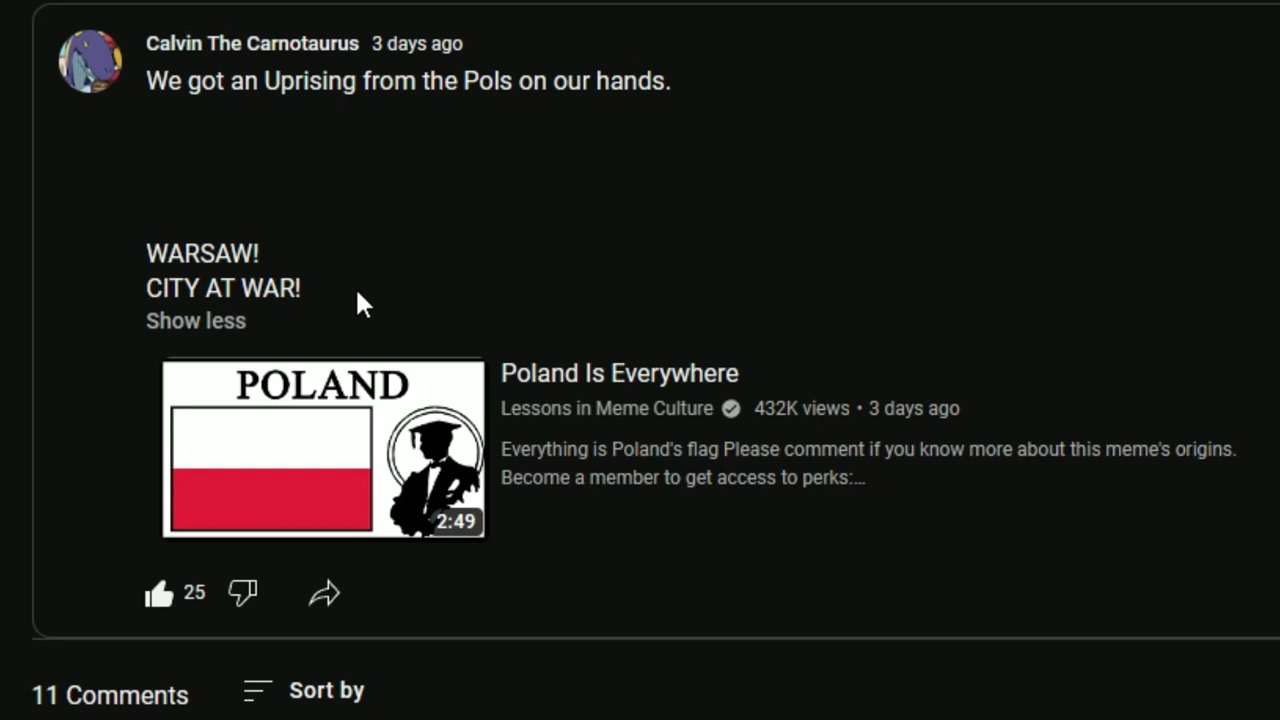 Calvin The Carnotaurus 3 days ago
We got an Uprising from the Pols on our hands.
WARSAW!
CITY AT WAR!
Show less
POLAND
2:49
Poland Is Everywhere
Lessons in Meme Culture 432K views • 3 days ago
Everything is Poland's flag Please comment if you know more about this meme's origins.
Become a member to get access to perks:...
25
11 Comments Sort by